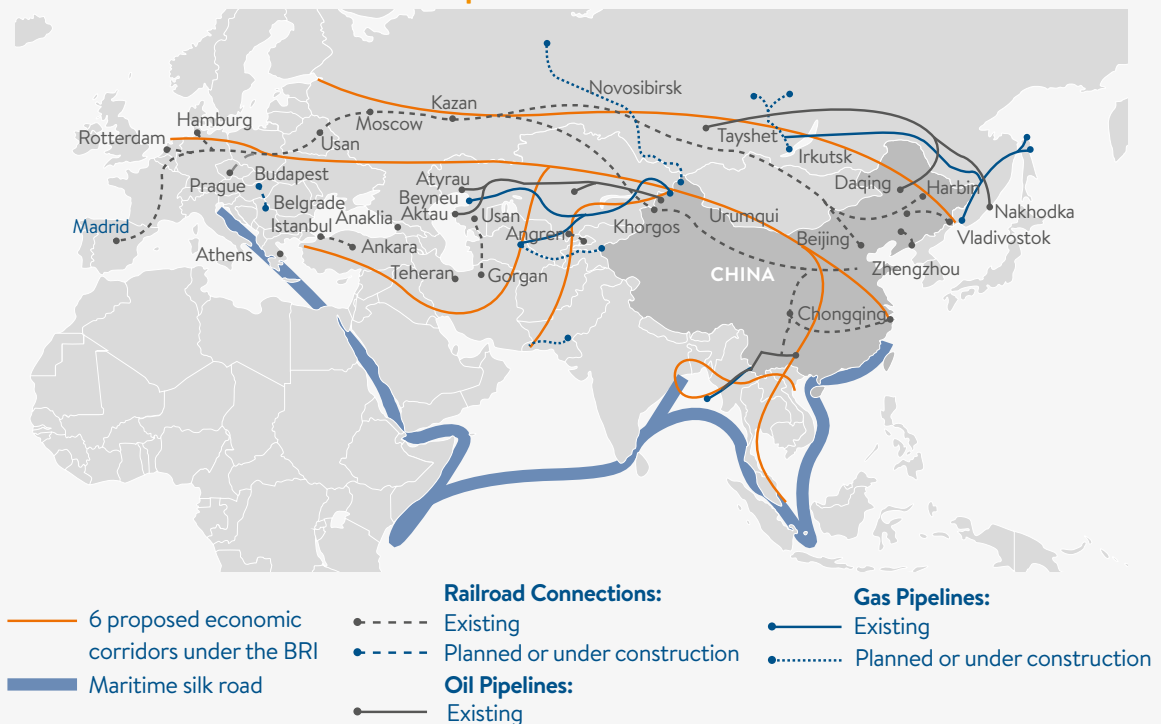 Novosibirsk
Kazan
Hamburg
Moscow
Rotterdam
Usan
Tayshet
Irkutsk
Prague
Budapest
Atyrau
Daqing
Harbin
Beyneu
Belgrade
Aktau
Usan
Urumqui
Nakhodka
Madrid
Istanbul
Anaklia
Angren
Khorgos
Vladivostok
Athens
Ankara
Beijing
Teheran
Gorgan
CHINA
Zhengzhou
Chongqing
6 proposed economic
corridors under the BRI
Maritime silk road
Railroad Connections:
Existing
Planned or under construction
Oil Pipelines:
Existing
Gas Pipelines:
Existing
Planned or under construction